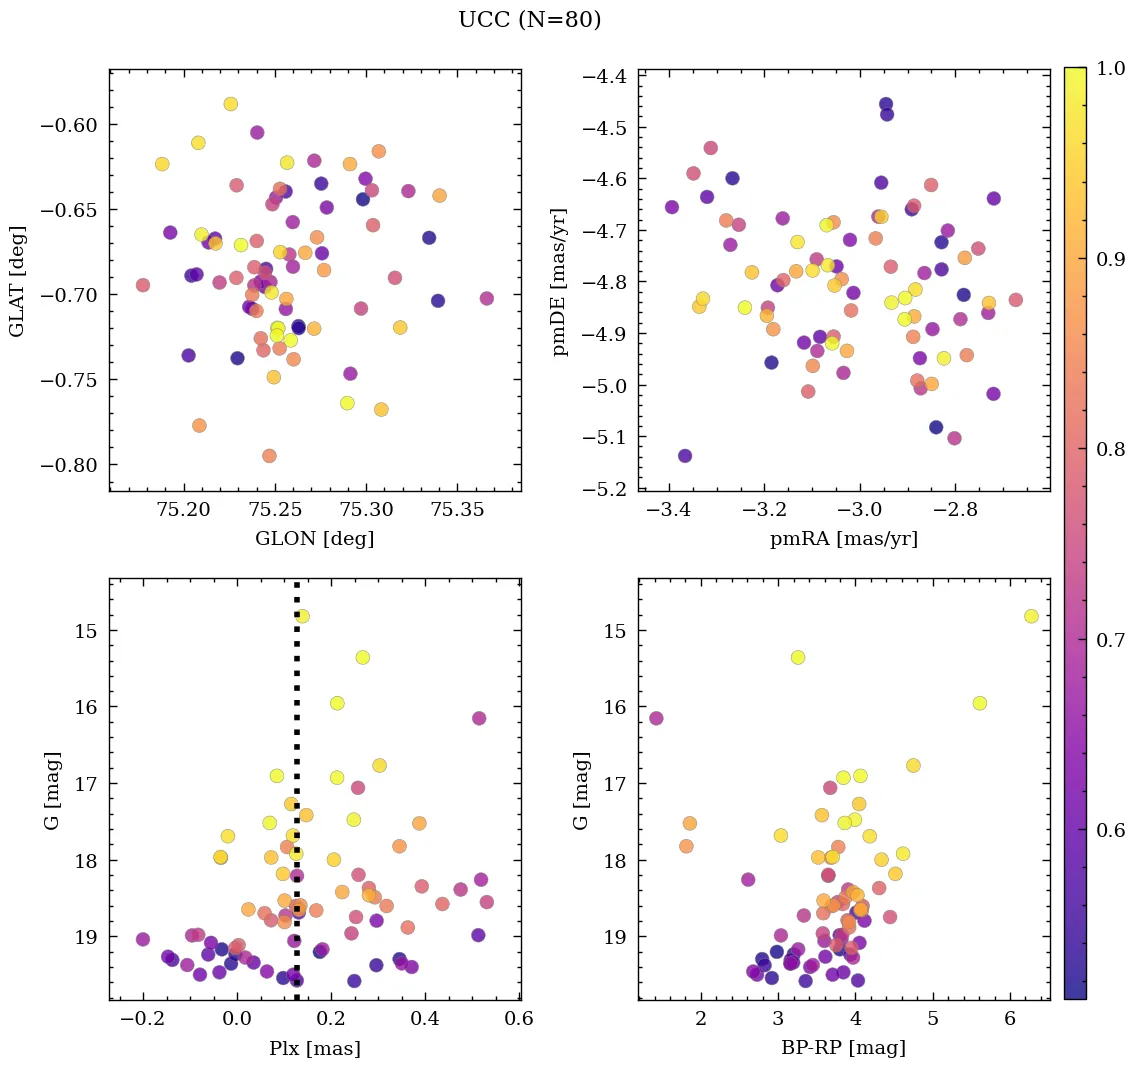 UCC (N=80)
−0.60
−0.65
−0.70
−0.75
−0.80
GLAT [deg]
75.20 75.25 75.30 75.35
GLON [deg]
−4.4
−4.5
−4.6
−4.7
−4.8
−4.9
−5.0
−5.1
−5.2
pmDE [mas/yr]
−3.4 −3.2 −3.0 −2.8
pmRA [mas/yr]
1.0
0.9
0.8
0.7
0.6
15
16
17
18
19
G [mag]
−0.2 0.0 0.2 0.4 0.6
Plx [mas]
15
16
17
18
19
G [mag]
2 3 4 5 6
BP-RP [mag]